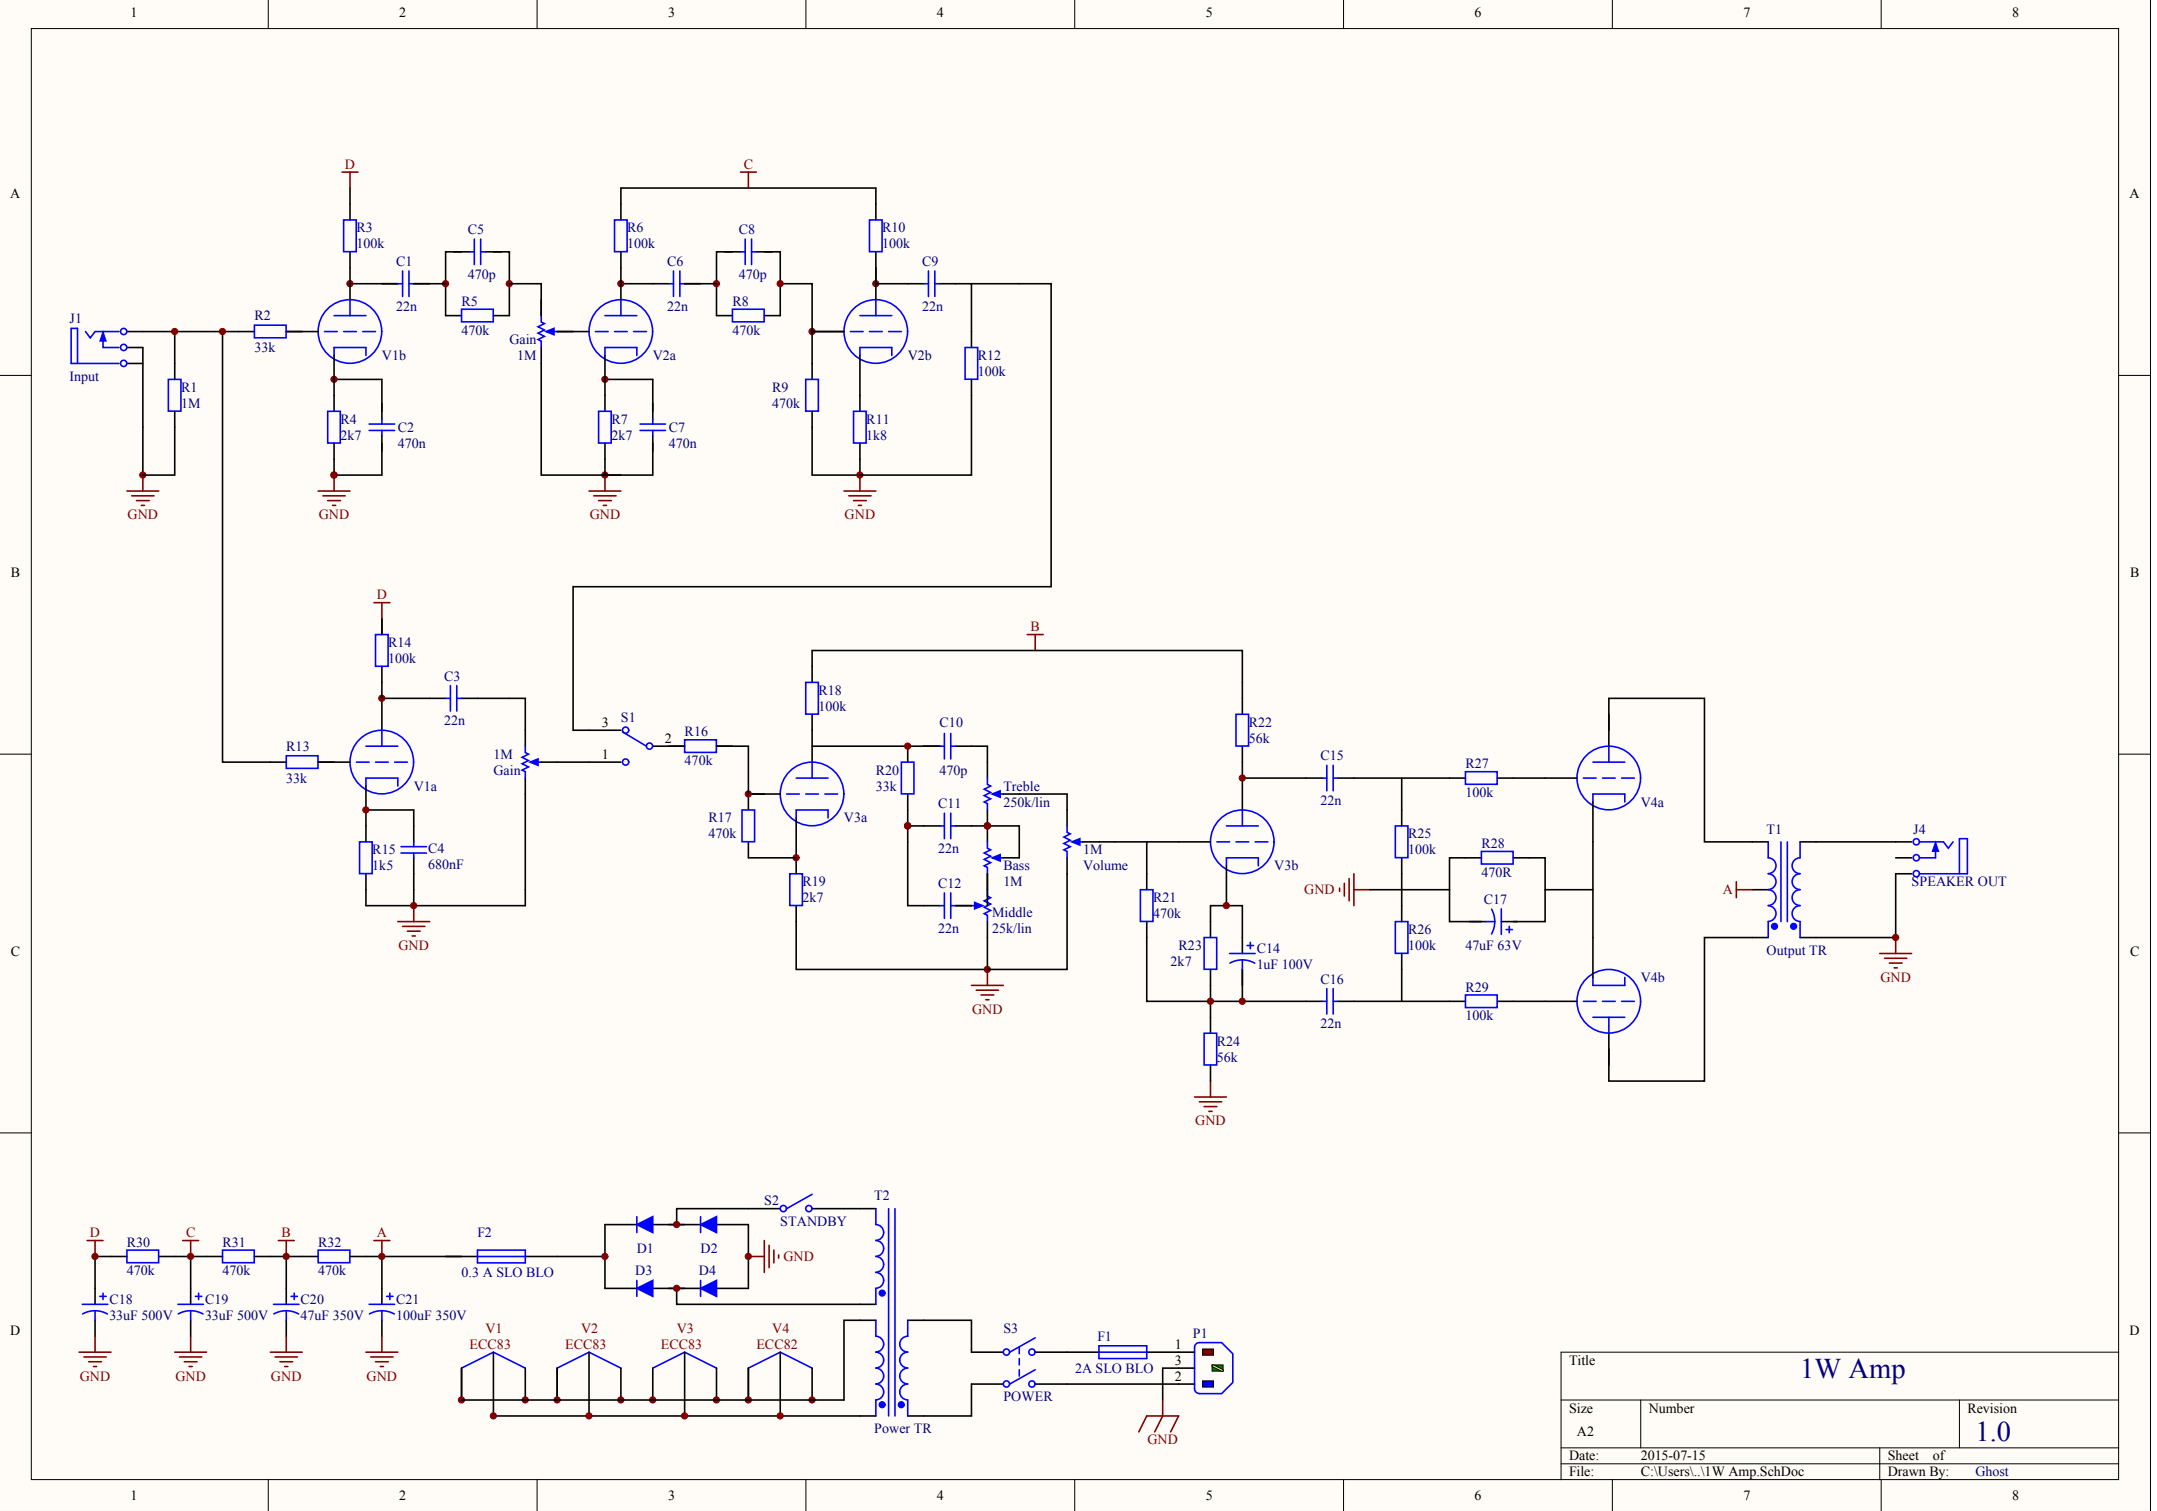 1 2 3 4 5 6 7 8
A
A
B
B
C
C
D
D
D
R3
100k
C1
22n
C5
470p
R5
470k
J1
Input
R1
1M
R2
33k
V1b
R4
2k7
C2
470n
GND
GND
Gain
1M
C
R6
100k
C6
22n
C8
470p
R8
470k
V2a
R7
2k7
C7
470n
GND
R9
470k
R10
100k
C9
22n
V2b
R11
1k8
R12
100k
GND
D
R14
100k
C3
22n
R13
33k
V1a
R15
1k5
C4
680nF
GND
1M
Gain
3
S1
2
1
R16
470k
R17
470k
B
R18
100k
V3a
R19
2k7
C10
470p
R20
33k
C11
22n
C12
22n
Treble
250k/lin
Bass
1M
Middle
25k/lin
GND
1M
Volume
R21
470k
R22
56k
V3b
R23
2k7
+
C14
1uF 100V
R24
56k
GND
C15
22n
C16
22n
R25
100k
R26
100k
GND
R27
100k
R28
470R
C17
+
47uF 63V
R29
100k
V4a
V4b
A
T1
Output TR
J4
SPEAKER OUT
GND
D
R30
470k
C
R31
470k
B
R32
470k
A
F2
0.3 A SLO BLO
+
C18
33uF 500V
+
C19
33uF 500V
+
C20
47uF 350V
+
C21
100uF 350V
GND
GND
GND
GND
D1
D2
D3
D4
GND
S2
STANDBY
T2
V1
ECC83
V2
ECC83
V3
ECC83
V4
ECC82
Power TR
S3
POWER
F1
2A SLO BLO
P1
1
3
2
GND
Title
1W Amp
Size
A2
Number
Revision
1.0
Date:
2015-07-15
Sheet of
File:
C:\Users\..\1W Amp.SchDoc
Drawn By:
Ghost
1 2 3 4 5 6 7 8